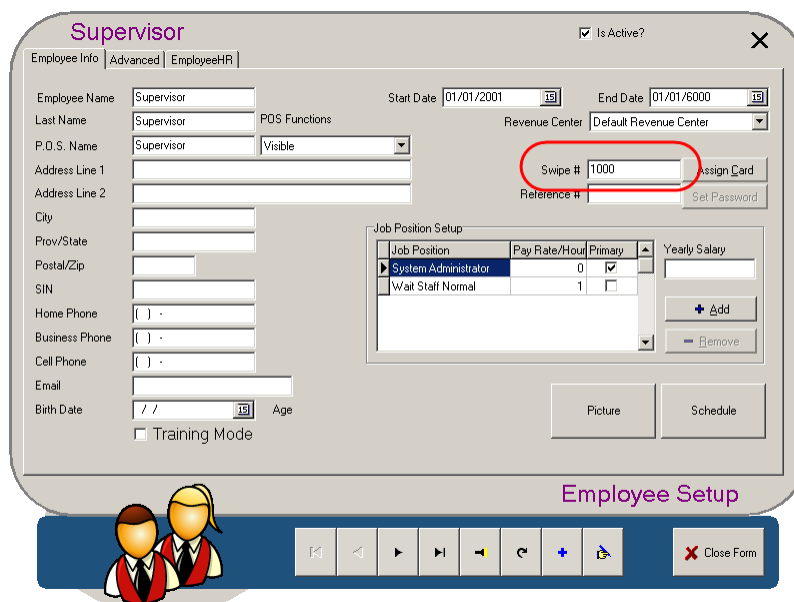 Supervisor
Is Active?
Employee Info Advanced EmployeeHR
Employee Name Supervisor Start Date 01/01/2001 15 End Date 01/01/6000 15
Last Name Supervisor POS Functions Revenue Center Default Revenue Center
P.O.S. Name Supervisor Visible
Address Line 1 Swipe # 1000 Assign Card
Address Line 2 Reference # Set Password
City
Job Position Setup
Prov/State
Job Position Pay Rate/Hour Primary Yearly Salary
Postal/Zip System Administrator 0
SIN Wait Staff Normal 1
Home Phone ( ) - Add
Business Phone ( ) -
Remove
Cell Phone ( ) -
Email
Birth Date / / 15 Age Picture Schedule
Training Mode
Employee Setup
Close Form